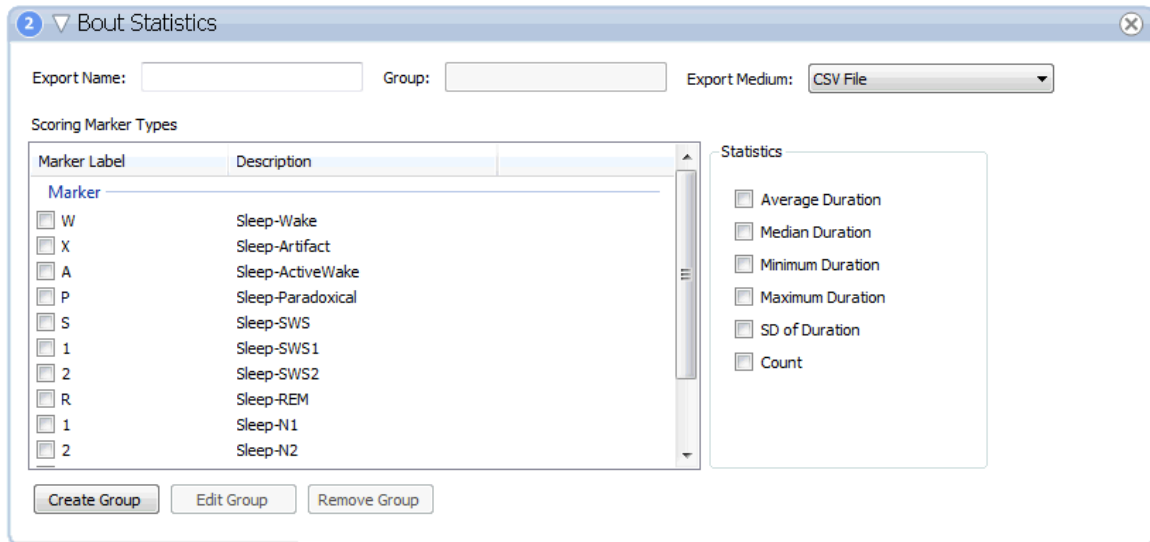 2 Bout Statistics
Export Name: Group: Export Medium: CSV File
Scoring Marker Types
Marker Label Description
Marker
W Sleep-Wake
X Sleep-Artifact
A Sleep-ActiveWake
P Sleep-Paradoxical
S Sleep-SWS
1 Sleep-SWS1
2 Sleep-SWS2
R Sleep-REM
1 Sleep-N1
2 Sleep-N2
Statistics
Average Duration
Median Duration
Minimum Duration
Maximum Duration
SD of Duration
Count
Create Group Edit Group Remove Group